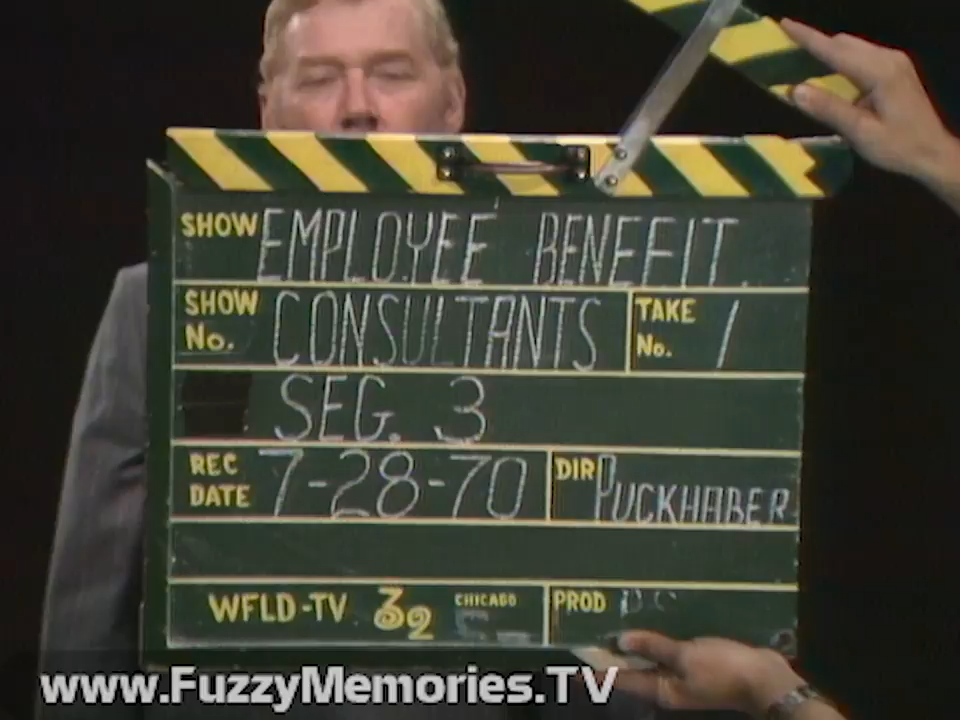 SHOW EMPLOYEE BENEFIT
SHOW No. CONSULTANTS TAKE No. 1
SEG. 3
REC DATE 7-28-70 DIR PUCKHABER
WFLD-TV 32 CHICAGO PROD
www.FuzzyMemories.TV